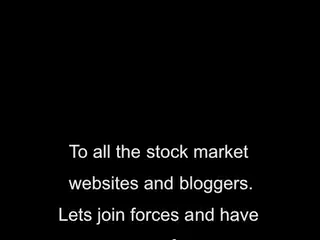 To all the stock market
websites and bloggers.
Lets join forces and have